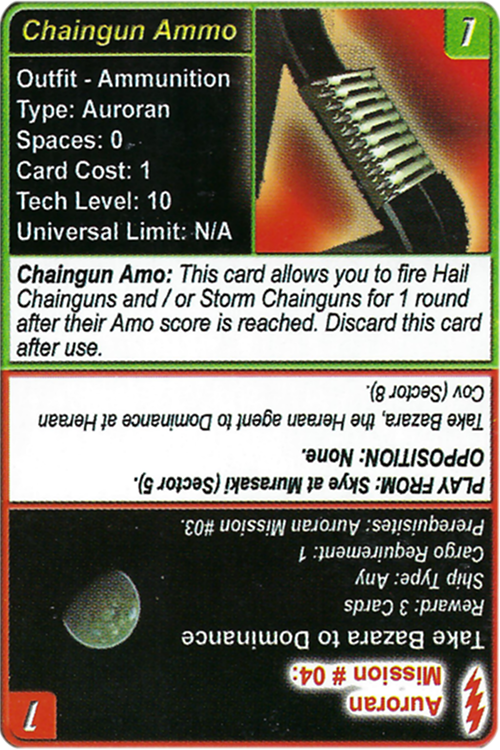 Chaingun Ammo
1
Outfit - Ammunition
Type: Auroran
Spaces: 0
Card Cost: 1
Tech Level: 10
Universal Limit: N/A
Chaingun Amo: This card allows you to fire Hail
Chainguns and / or Storm Chainguns for 1 round
after their Amo score is reached. Discard this card
after use.
1
Auroran
Mission # 04:
Take Bazara to Dominance
Reward: 3 Cards
Ship Type: Any
Cargo Requirement: 1
Prerequisites: Auroran Mission #03.
PLAY FROM: Skye at Murasaki (Sector 5).
OPPOSITION: None.
Take Bazara, the Heraan agent to Dominance at Heraan
Cov (Sector 8).